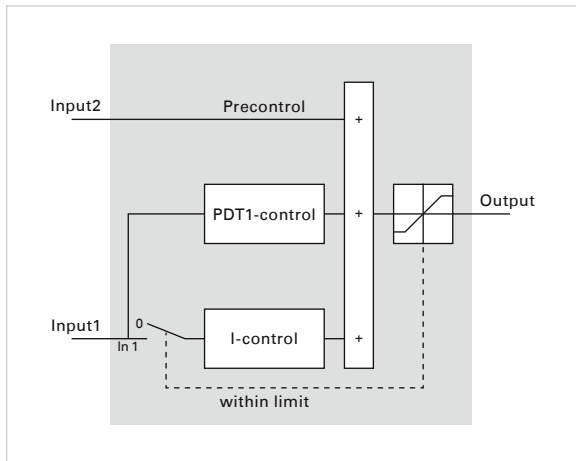 Input2
Precontrol
+
PDT1-control
+
Output
Input1
0
In 1
I-control
+
within limit